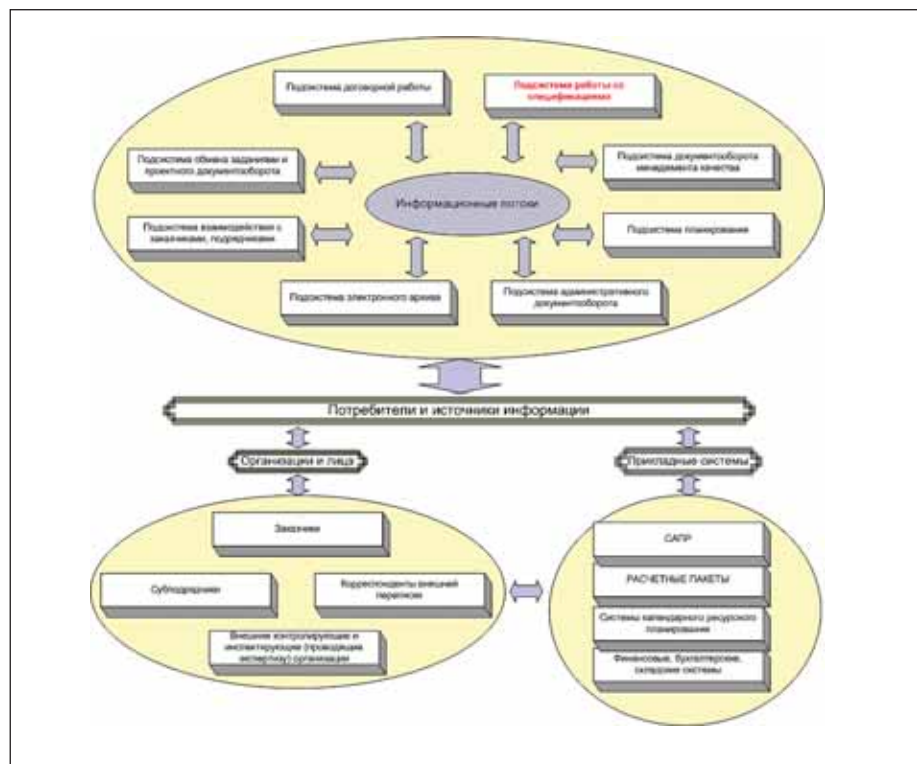 Подсистема договорной работы
Подсистема работы со
спецификациями
Подсистема обмена заданиями и
проектного документооборота
Подсистема документооборота
менеджмента качества
Информационные потоки
Подсистема взаимодействия с
заказчиками, подрядчиками
Подсистема планирования
Подсистема электронного архива
Подсистема административного
документооборота
Потребители и источники информации
Организации и лица
Прикладные системы
Заказчики
САПР
Субподрядчики
Корреспонденты внешней
переписки
РАСЧЕТНЫЕ ПАКЕТЫ
Системы календарного ресурсного
планирования
Внешние контролирующие и
инспектирующие (проводящие
экспертизу) организации
Финансовые, бухгалтерские,
складские системы